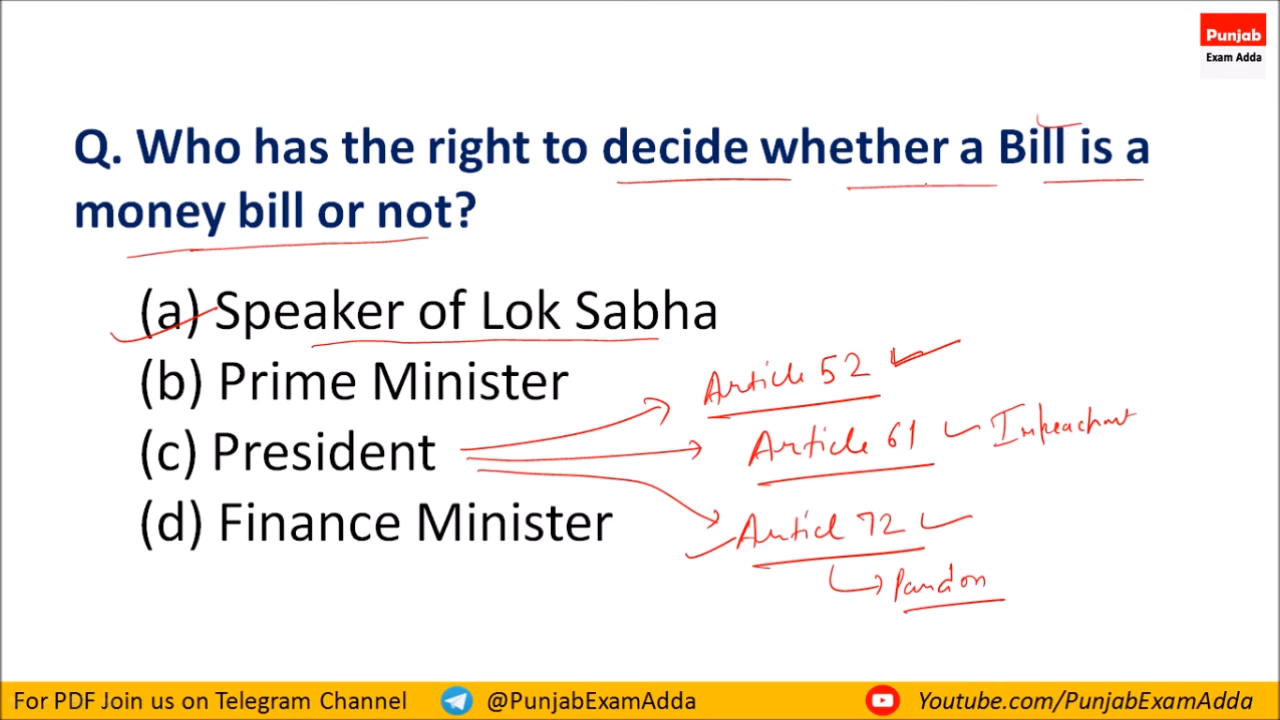 Punjab
Exam Adda
Q. Who has the right to decide whether a Bill is a
money bill or not?
(a) Speaker of Lok Sabha
(b) Prime Minister
(c) President
(d) Finance Minister
Article 52
Article 61
Impeachment
Articl 72
Pardon
For PDF Join us on Telegram Channel
@PunjabExamAdda
Youtube.com/PunjabExamAdda